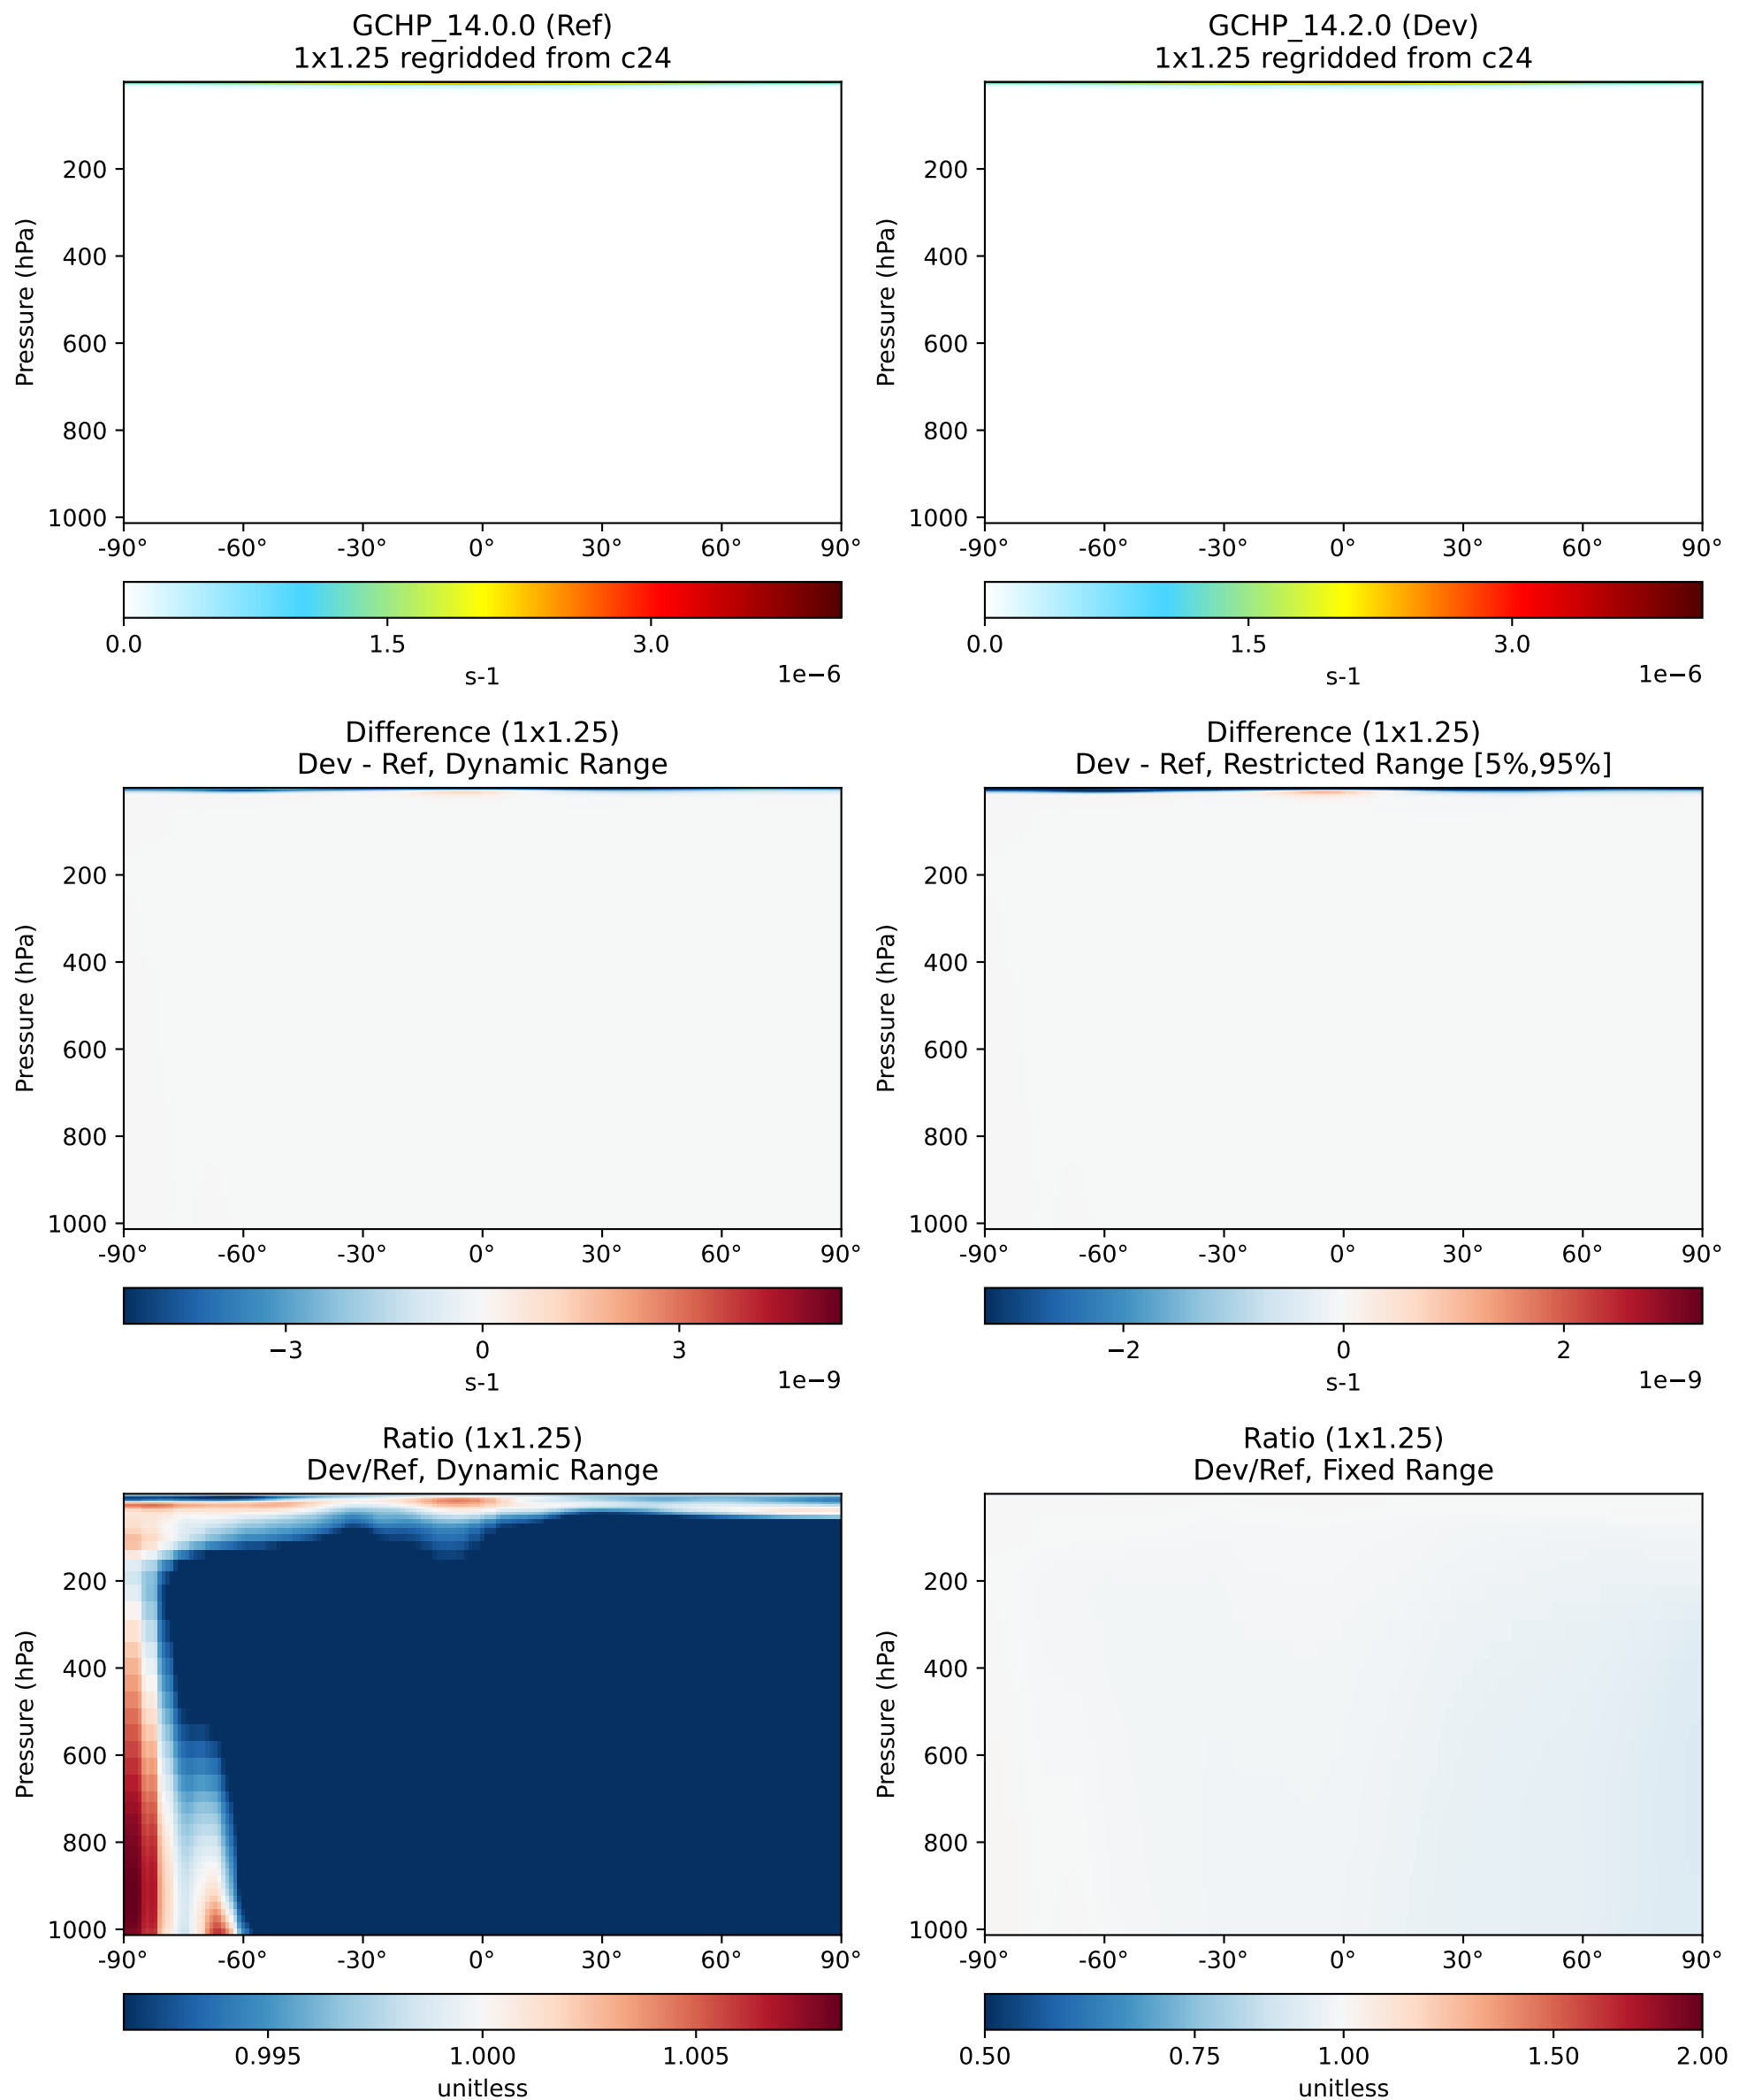 GCHP_14.0.0 (Ref)
1x1.25 regridded from c24
Pressure (hPa)
200
400
600
800
1000
-90° -60° -30° 0° 30° 60° 90°
0.0 1.5 3.0
s-1 1e−6
GCHP_14.2.0 (Dev)
1x1.25 regridded from c24
Pressure (hPa)
200
400
600
800
1000
-90° -60° -30° 0° 30° 60° 90°
0.0 1.5 3.0
s-1 1e−6
Difference (1x1.25)
Dev - Ref, Dynamic Range
Pressure (hPa)
200
400
600
800
1000
-90° -60° -30° 0° 30° 60° 90°
−3 0 3
s-1 1e−9
Difference (1x1.25)
Dev - Ref, Restricted Range [5%,95%]
Pressure (hPa)
200
400
600
800
1000
-90° -60° -30° 0° 30° 60° 90°
−2 0 2
s-1 1e−9
Ratio (1x1.25)
Dev/Ref, Dynamic Range
Pressure (hPa)
200
400
600
800
1000
-90° -60° -30° 0° 30° 60° 90°
0.995 1.000 1.005
unitless
Ratio (1x1.25)
Dev/Ref, Fixed Range
Pressure (hPa)
200
400
600
800
1000
-90° -60° -30° 0° 30° 60° 90°
0.50 0.75 1.00 1.50 2.00
unitless